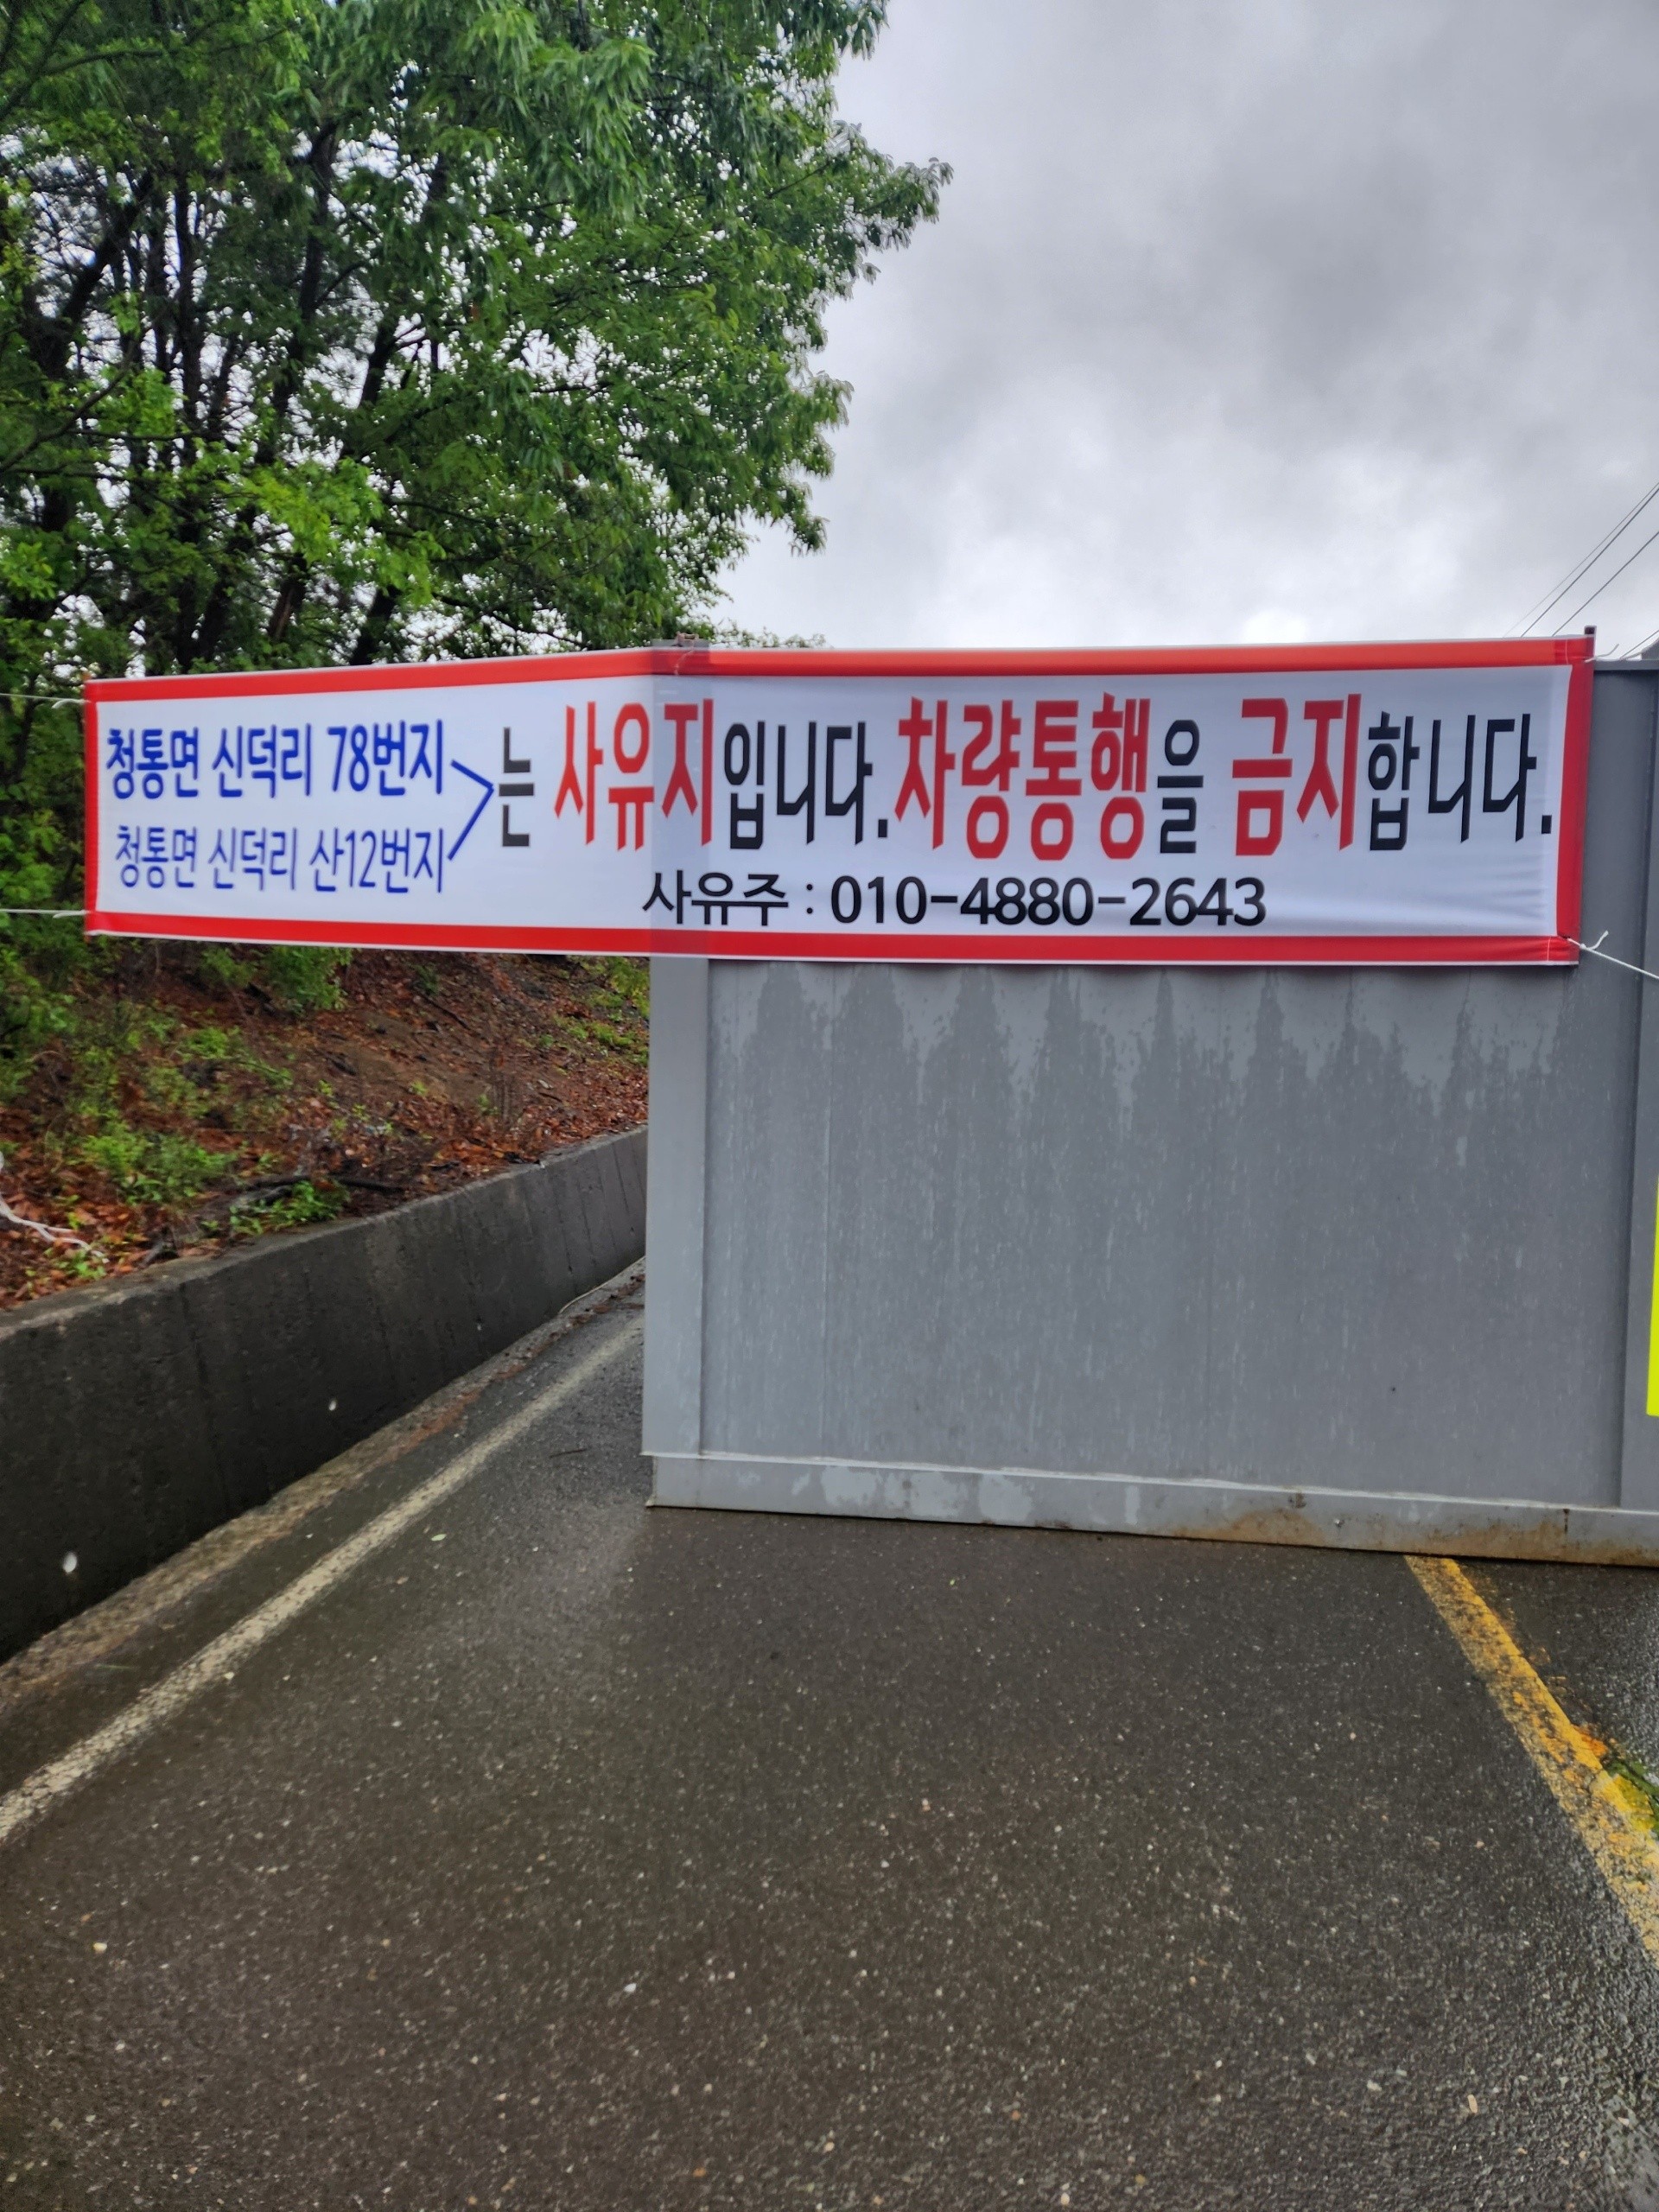 청통면 신덕리 78번지
청통면 신덕리 산12번지
는 사유지입니다.차량통행을 금지합니다.
사유주 : 010-4880-2643